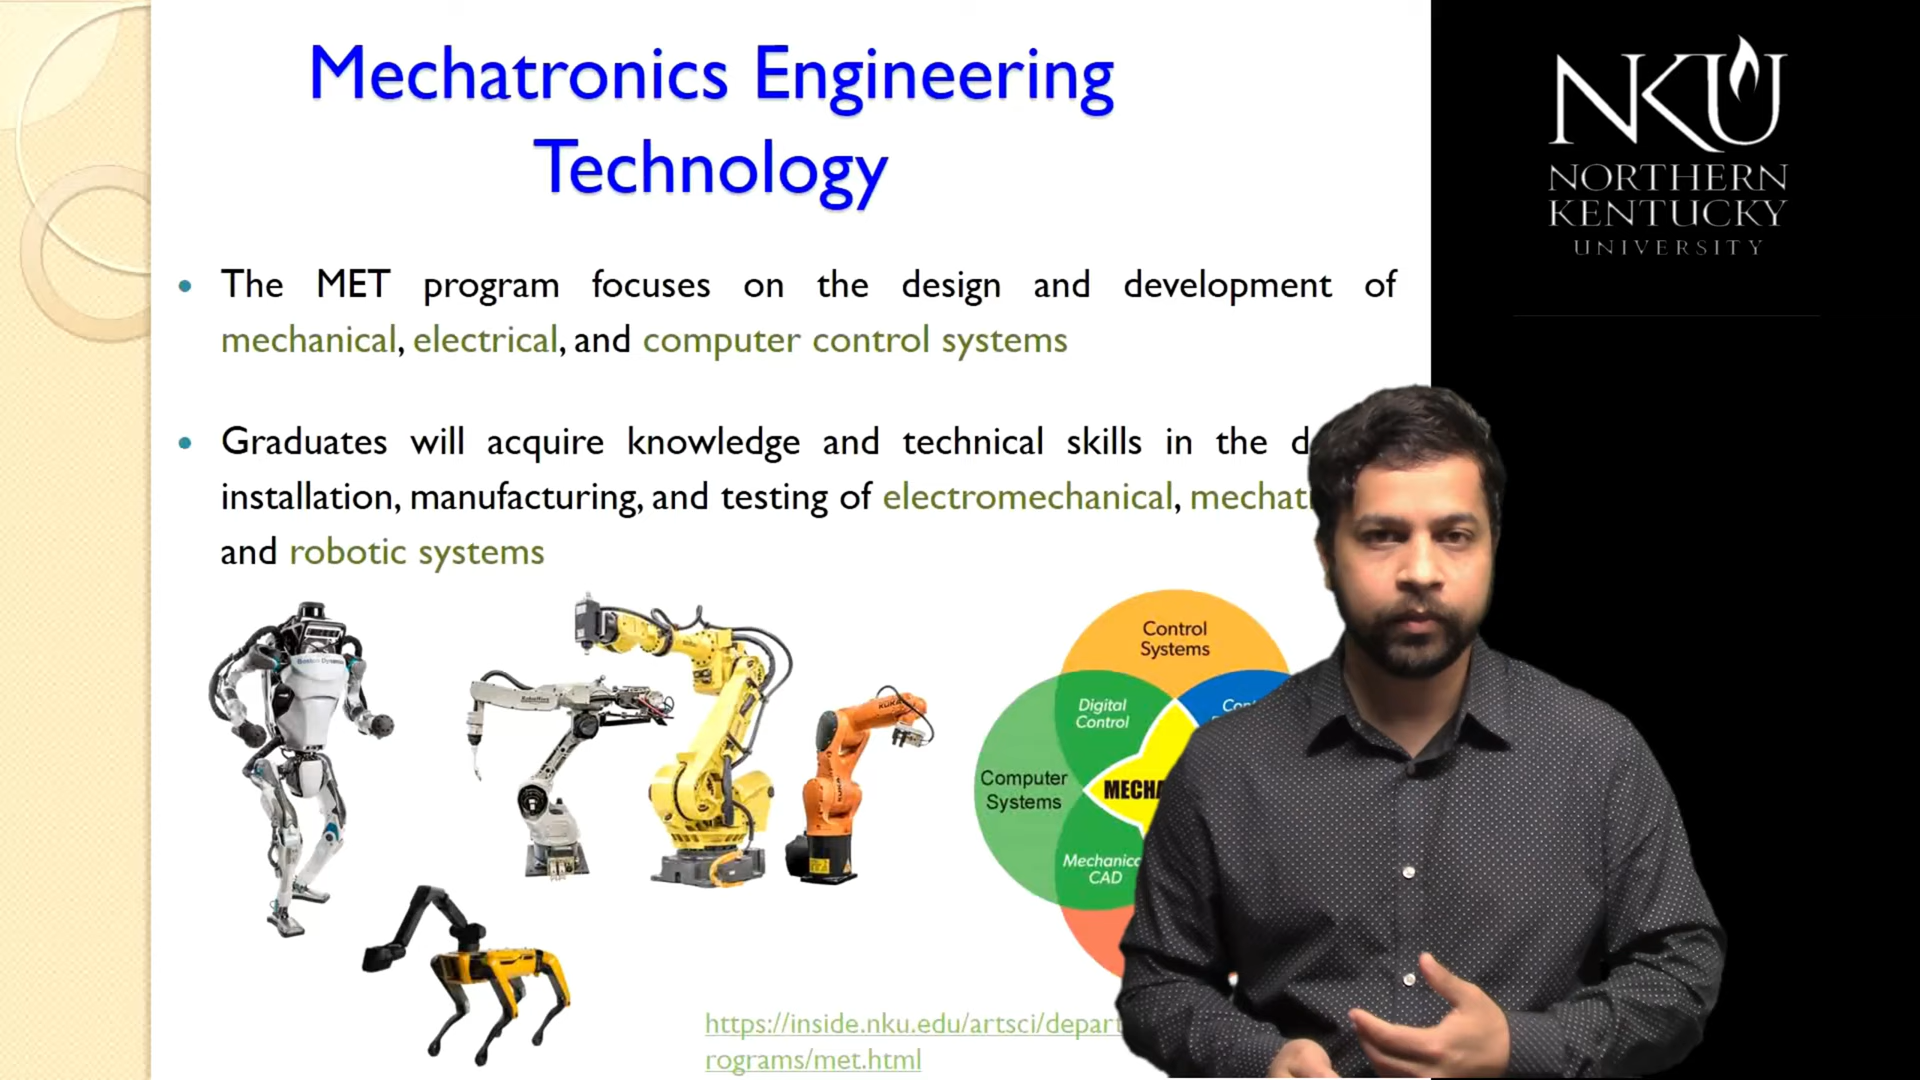 Mechatronics Engineering
Technology
NKU
NORTHERN
KENTUCKY
UNIVERSITY
• The MET program focuses on the design and development of
mechanical, electrical, and computer control systems
• Graduates will acquire knowledge and technical skills in the
installation, manufacturing, and testing of electromechanical,
and robotic systems
Control
Systems
Digital
Control
Computer
Systems
CAD
KUKA
https://inside.nku.edu/artsci/depart
rograms/met.html